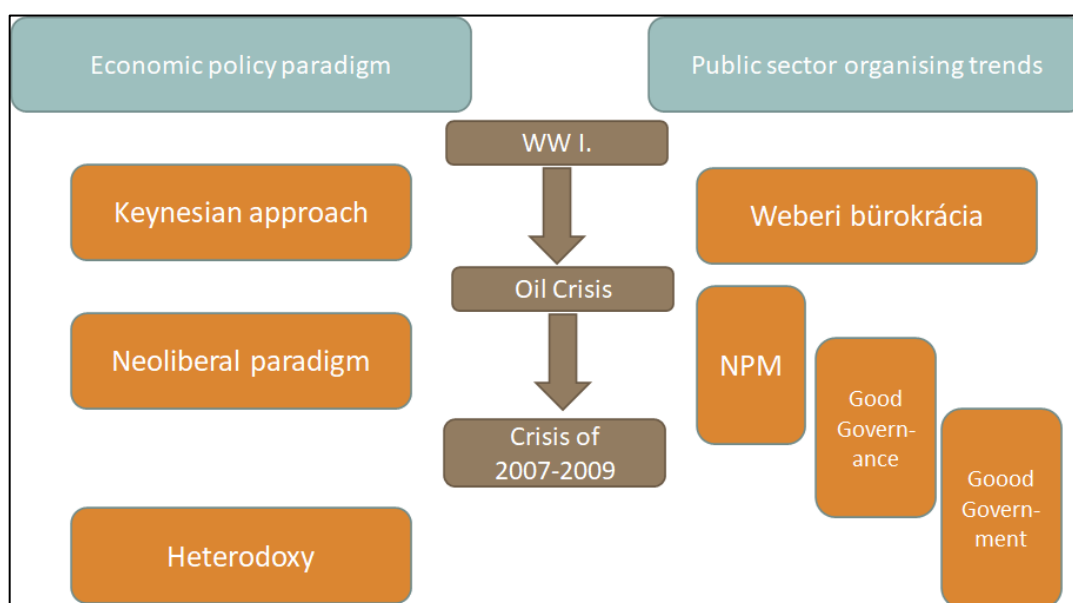 Economic policy paradigm
Public sector organising trends
WW I.
Keynesian approach
Weberi bürokrácia
Oil Crisis
Neoliberal paradigm
NPM
Good
Govern-
ance
Crisis of
2007-2009
Goood
Govern-
ment
Heterodoxy